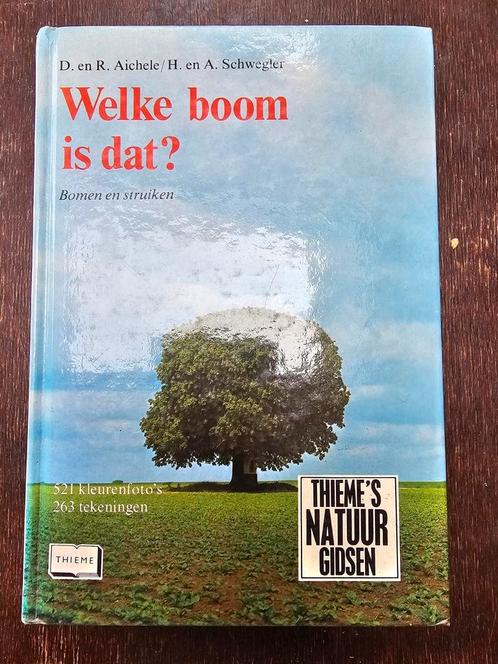 D. en R. Aichele/H. en A. Schwegler
Welke boom
is dat?
Bomen en struiken
521 kleurenfoto's
263 tekeningen
THIEME
THIEME'S
NATUUR
GIDSEN